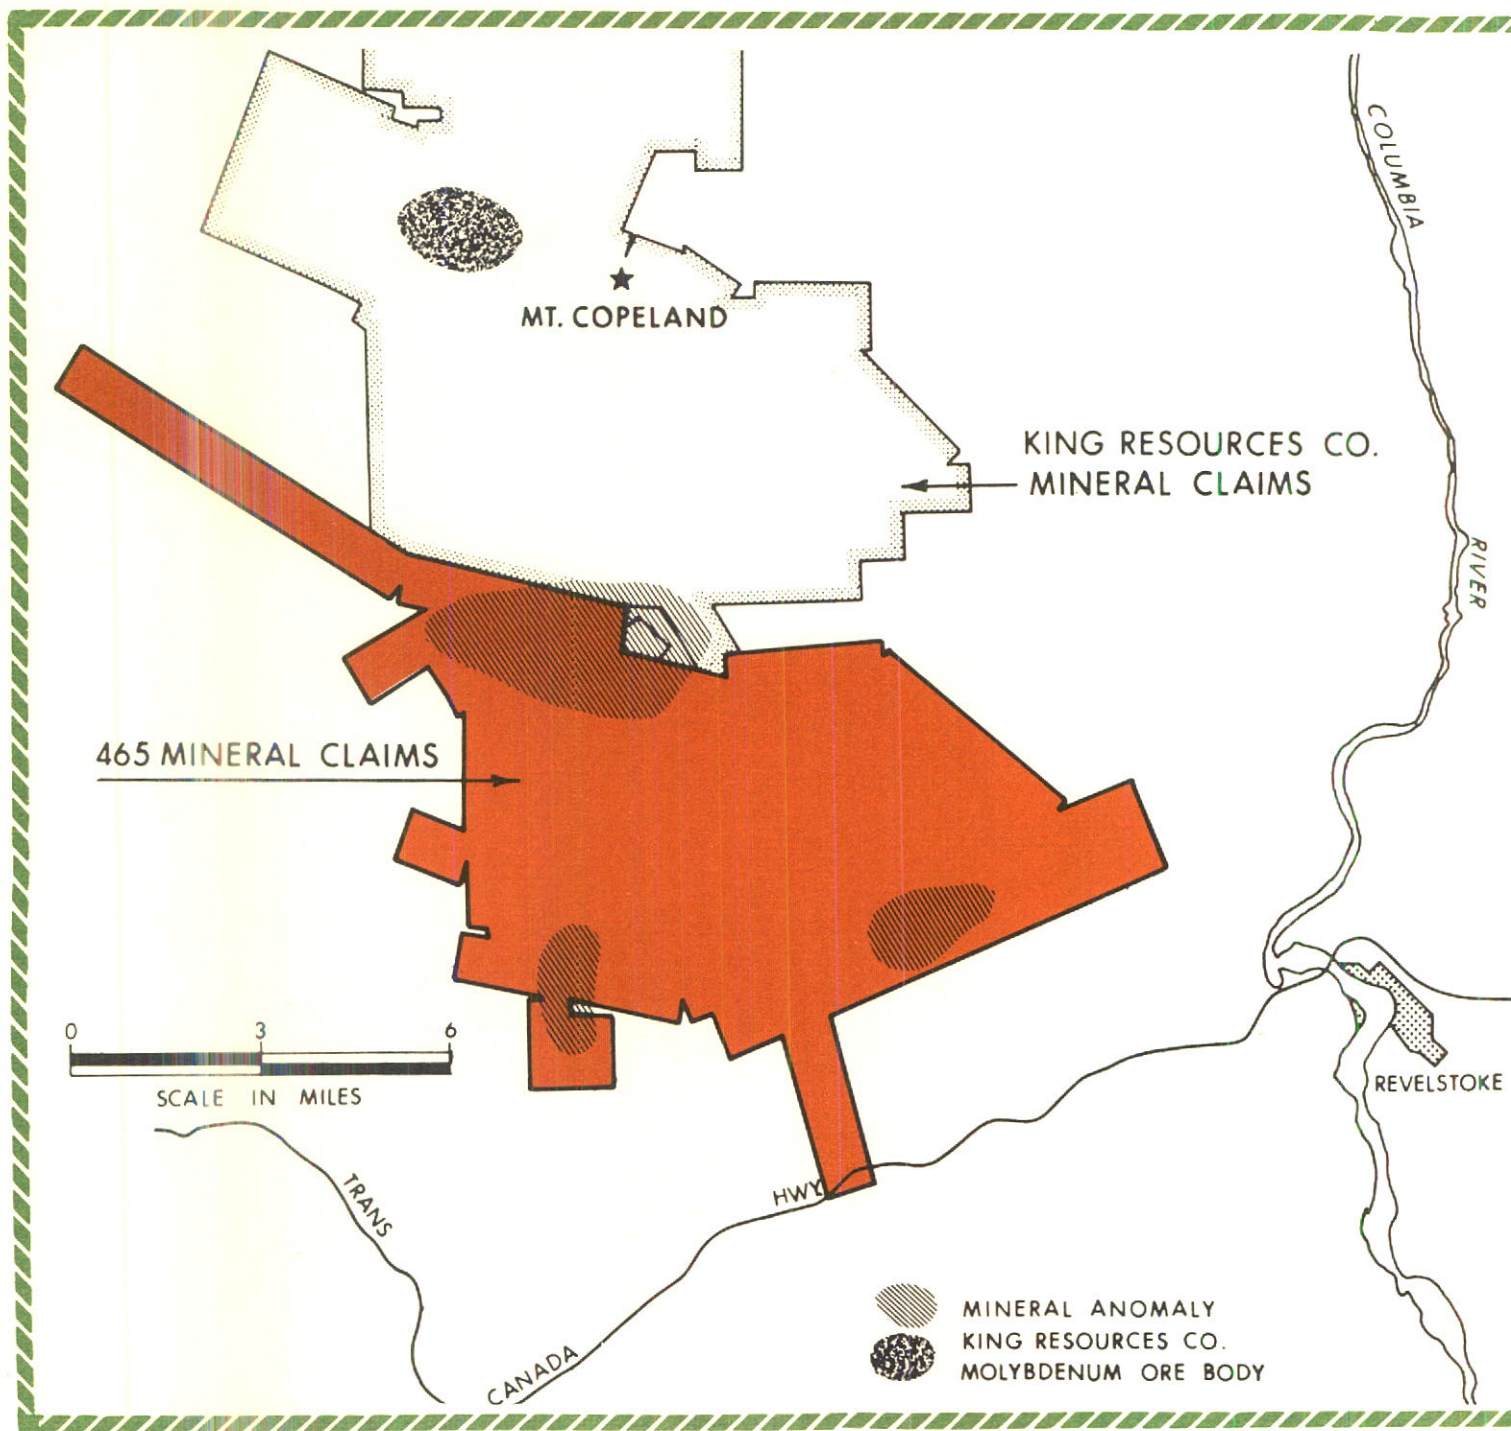 COLUMBIA
MT. COPELAND
KING RESOURCES CO.
MINERAL CLAIMS
RIVER
465 MINERAL CLAIMS
0 3 6
SCALE IN MILES
REVELSTOKE
TRANS
HWY
CANADA
MINERAL ANOMALY
KING RESOURCES CO.
MOLYBDENUM ORE BODY